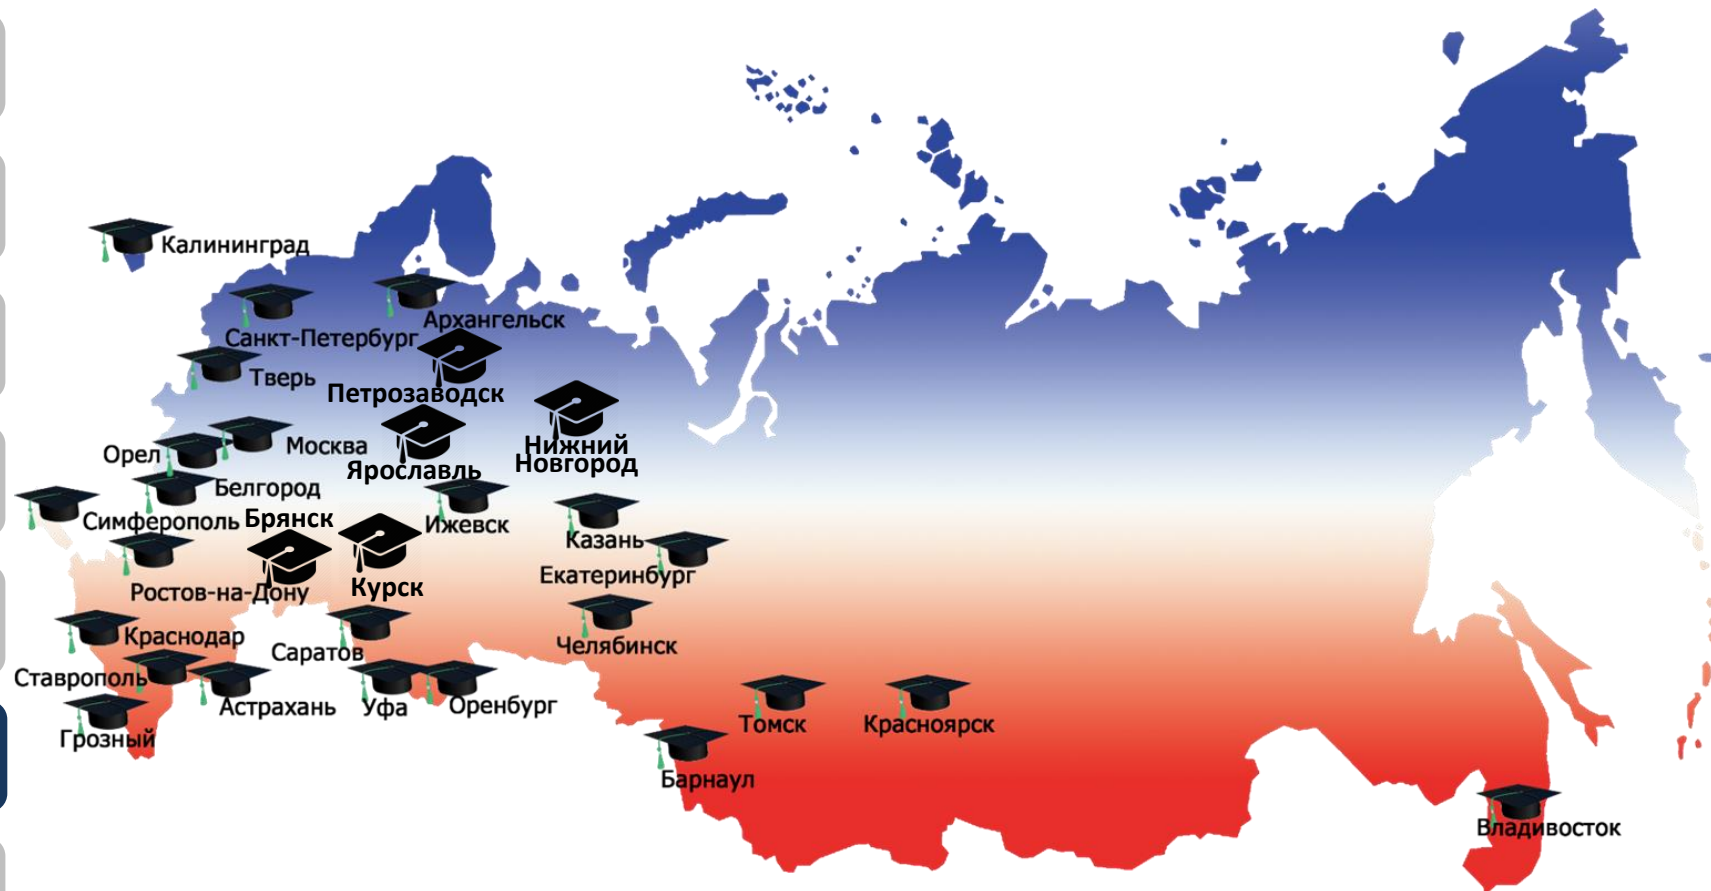 Калининград
Архангельск
Санкт-Петербург
Тверь
Петрозаводск
Москва
Нижний
Новгород
Орел
Ярославль
Белгород
Симферополь
Брянск
Ижевск
Казань
Екатеринбург
Ростов-на-Дону
Курск
Краснодар
Саратов
Челябинск
Ставрополь
Астрахань
Уфа
Оренбург
Томск
Красноярск
Грозный
Барнаул
Владивосток